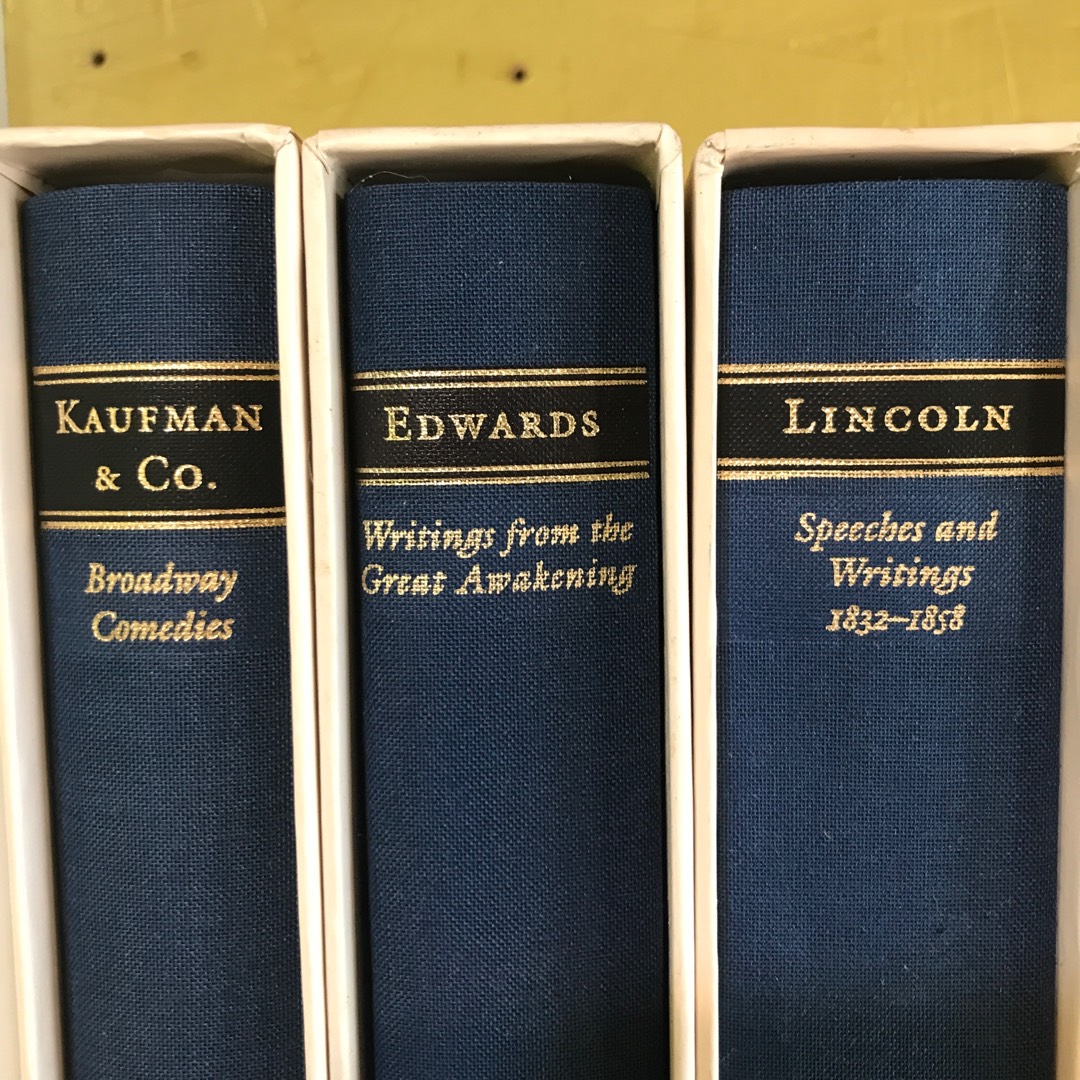 KAUFMAN
& CO.
Broadway
Comedies
EDWARDS
Writings from the
Great Awakening
LINCOLN
Speeches and
Writings
1832–1858